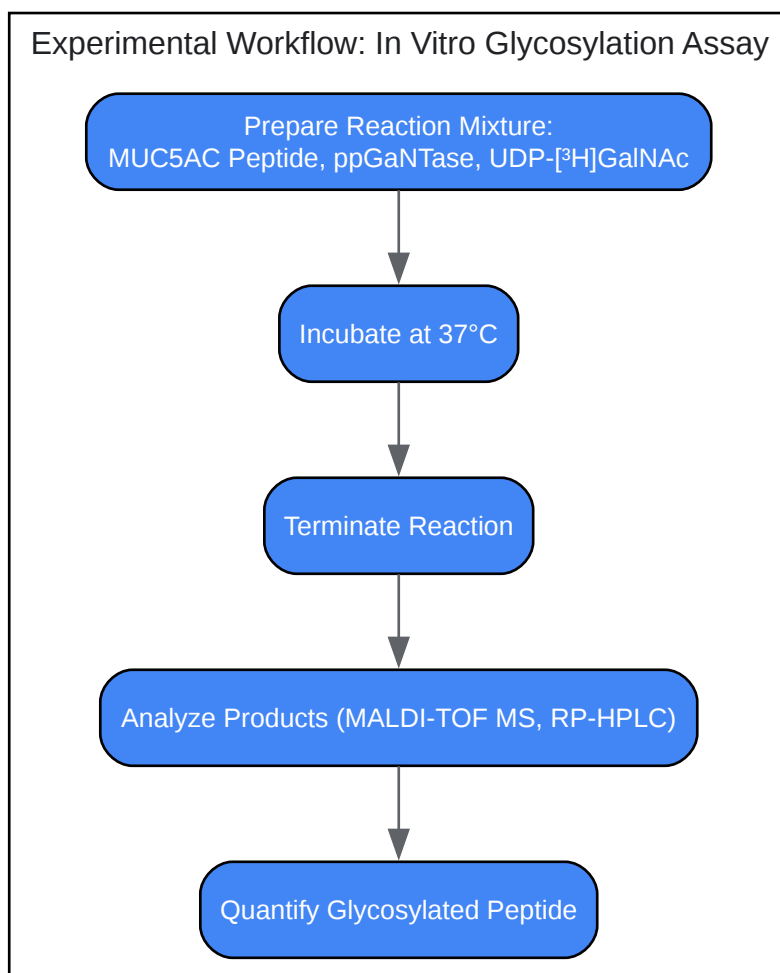 Experimental Workflow: In Vitro Glycosylation Assay
Prepare Reaction Mixture:
MUC5AC Peptide, ppGaNTase, UDP-[³H]GalNAc
Incubate at 37°C
Terminate Reaction
Analyze Products (MALDI-TOF MS, RP-HPLC)
Quantify Glycosylated Peptide